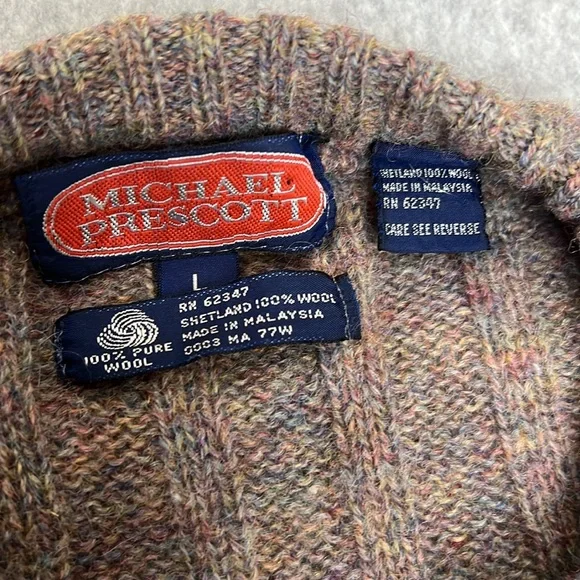 MICHAEL
PRESCOTT
L
RN 62347
SHETLAND 100% WOOL
MADE IN MALAYSIA
0003 MA 77W
100% PURE
WOOL
SHETLAND 100% WOOL
MADE IN MALAYSIA
RN 62347
CARE SEE REVERSE